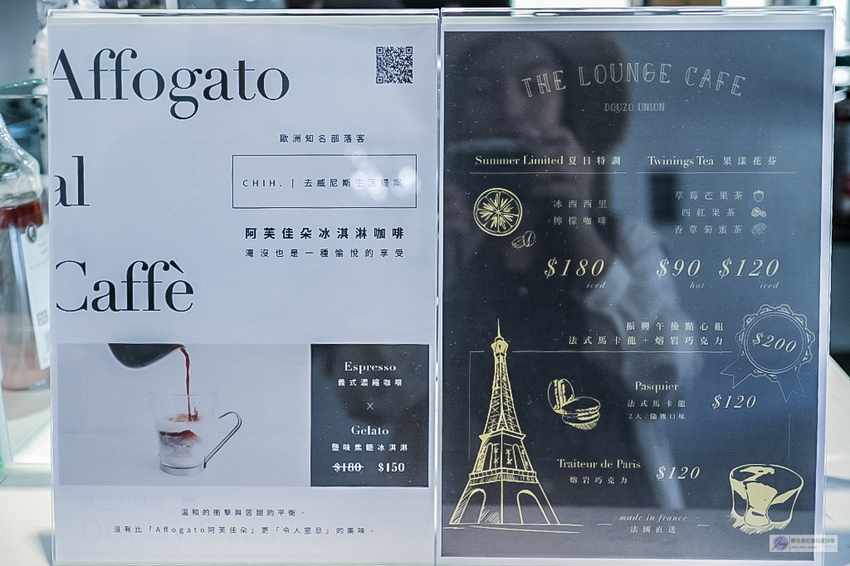 Affogato
al
Caffè
歐洲知名部落客
CHIH. | 去威尼斯生活提案
阿芙佳朵冰淇淋咖啡
淹沒也是一種愉悅的享受
Espresso
義式濃縮咖啡
×
Gelato
鹽味焦糖冰淇淋
$180 $150
溫和的衝擊與苦甜的平衡，
沒有比「Affogato阿芙佳朵」更「令人窒息」的美味。
THE LOUNGE CAFE
DOUZO UNION
Summer Limited 夏日特調
冰西西里
檸檬咖啡
$180
iced
Twinings Tea 果漾花芬
草莓芒果茶
四紅果茶
香草菊蜜茶
$90 $120
hot iced
振興午後點心組
法式馬卡龍+熔岩巧克力
$200
Pasquier
法式馬卡龍
2入/隨機口味
$120
Traiteur de Paris
熔岩巧克力
$120
made in france
法國直送